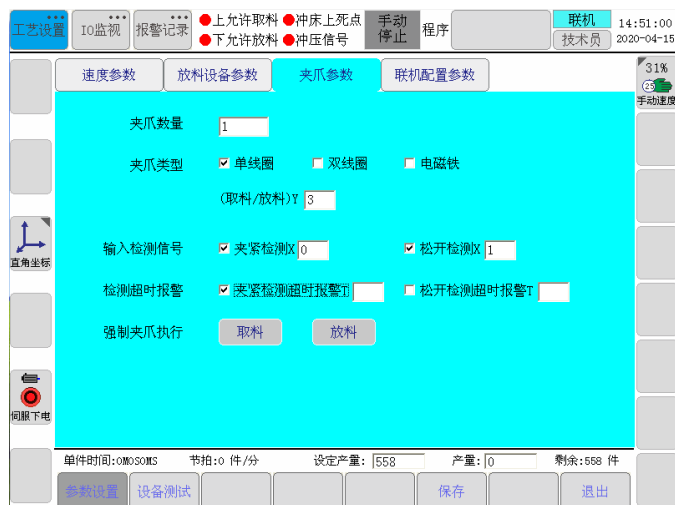 工艺设置 IO监视 报警记录 ●上允许取料 ●冲床上死点 手动 程序 联机 14:51:00
●下允许放料 ●冲压信号 停止 技术员 2020-04-15
速度参数 放料设备参数 夹爪参数 联机配置参数
31%
25
手动速度
夹爪数量 1
夹爪类型 单线圈 双线圈 电磁铁
(取料/放料)Y 3
直角坐标
输入检测信号 夹紧检测X 0 松开检测X 1
检测超时报警 夹紧检测超时报警T 松开检测超时报警T
强制夹爪执行 取料 放料
伺服下电
单件时间:0M0S0MS 节拍:0 件/分 设定产量: 558 产量: 0 剩余:558 件
参数设置 设备测试 保存 退出